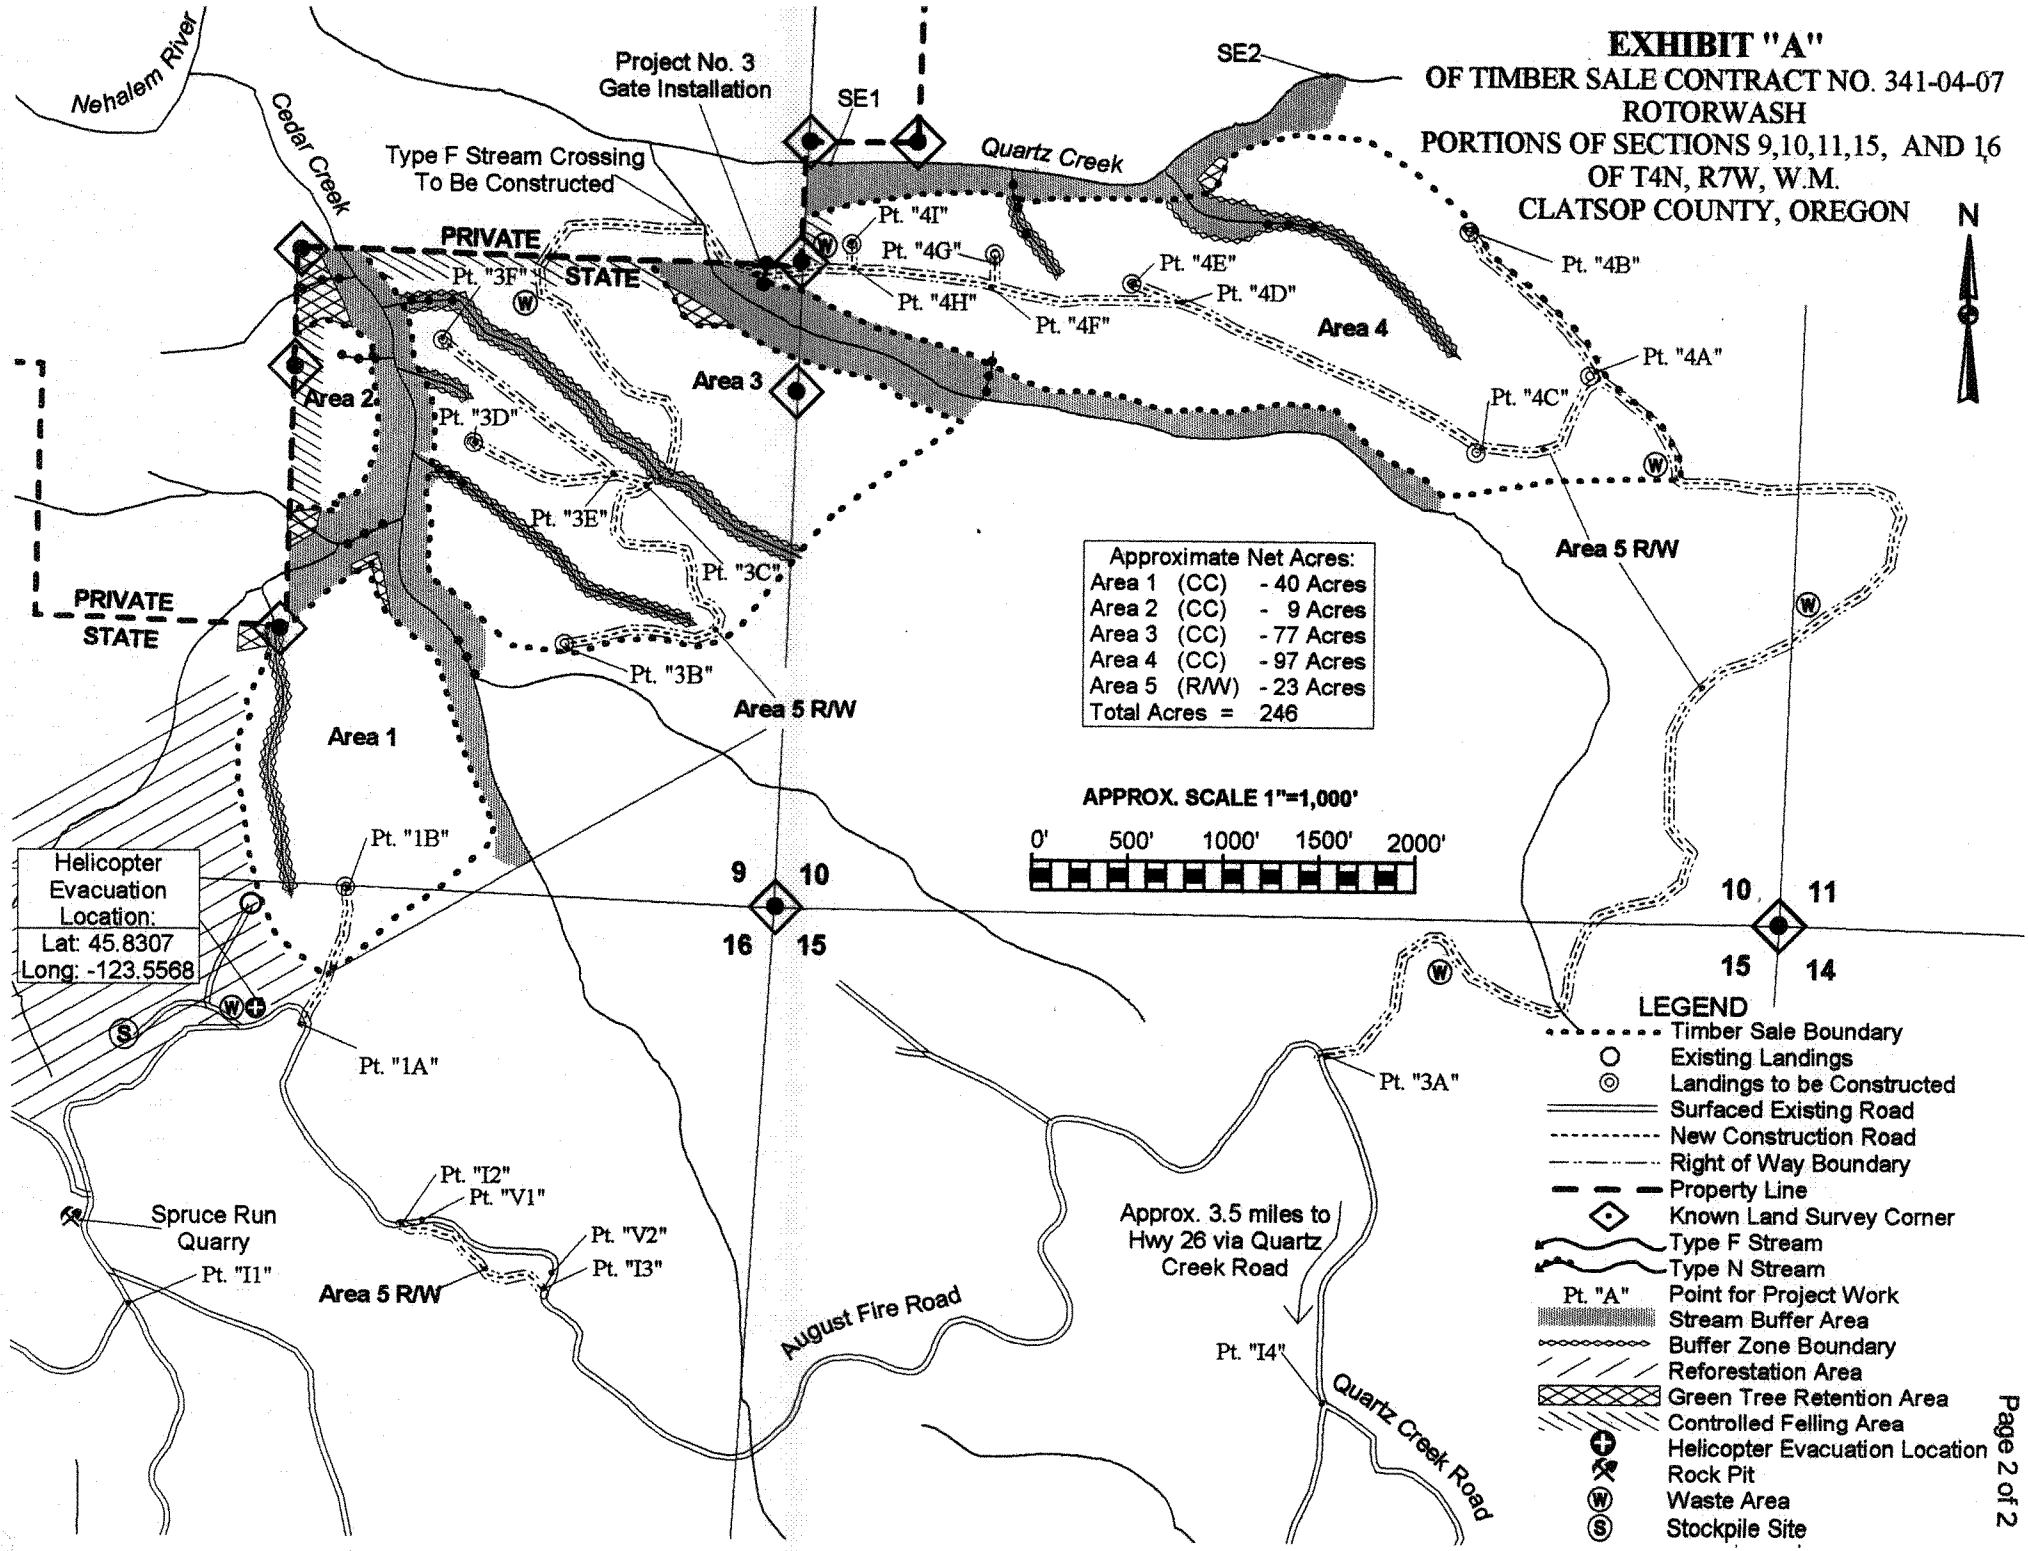 EXHIBIT "A"
OF TIMBER SALE CONTRACT NO. 341-04-07
ROTORWASH
PORTIONS OF SECTIONS 9,10,11,15, AND 16
OF T4N, R7W, W.M.
CLATSOP COUNTY, OREGON
N
Nehalem River
Cedar Creek
Project No. 3
Gate Installation
SE1
SE2
Type F Stream Crossing
To Be Constructed
Quartz Creek
PRIVATE
STATE
Pt. "3F"
Pt. "4I"
Pt. "4G"
Pt. "4E"
Pt. "4B"
Pt. "4H"
Pt. "4D"
Pt. "4F"
W
W
Area 4
Pt. "4A"
Area 3
Area 2
Pt. "4C"
Pt. "3D"
W
Pt. "3E"
Pt. "3C"
Area 5 R/W
PRIVATE
STATE
W
Pt. "3B"
Area 5 R/W
Area 1
Approximate Net Acres:
Area 1 (CC) - 40 Acres
Area 2 (CC) - 9 Acres
Area 3 (CC) - 77 Acres
Area 4 (CC) - 97 Acres
Area 5 (R/W) - 23 Acres
Total Acres = 246
APPROX. SCALE 1"=1,000'
0' 500' 1000' 1500' 2000'
Pt. "1B"
Helicopter
Evacuation
Location:
Lat: 45.8307
Long: -123.5568
9 10
16 15
10 11
15 14
W
W
S
Pt. "1A"
Pt. "3A"
Pt. "I2"
Pt. "V1"
Pt. "V2"
Pt. "I3"
Spruce Run
Quarry
Pt. "I1"
Area 5 R/W
August Fire Road
Approx. 3.5 miles to
Hwy 26 via Quartz
Creek Road
Pt. "I4"
Quartz Creek Road
LEGEND
Timber Sale Boundary
Existing Landings
Landings to be Constructed
Surfaced Existing Road
New Construction Road
Right of Way Boundary
Property Line
Known Land Survey Corner
Type F Stream
Type N Stream
Pt. "A" Point for Project Work
Stream Buffer Area
Buffer Zone Boundary
Reforestation Area
Green Tree Retention Area
Controlled Felling Area
Helicopter Evacuation Location
Rock Pit
W Waste Area
S Stockpile Site
Page 2 of 2